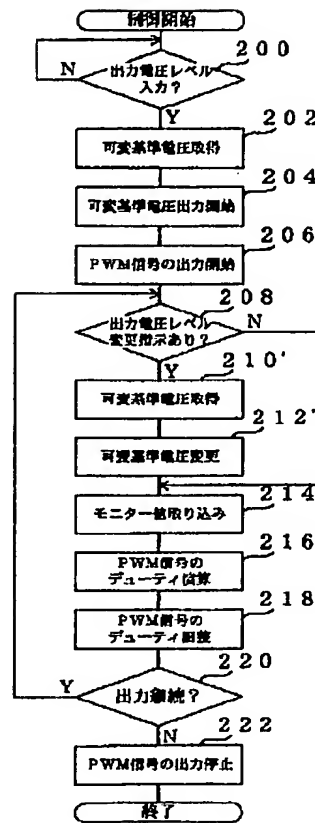 制御開始
200
N
出力電圧レベル
入力？
Y
202
可変基準電圧取得
204
可変基準電圧出力開始
206
PWM信号の出力開始
208
出力電圧レベル
変更指示あり？
N
Y
210'
可変基準電圧取得
212'
可変基準電圧変更
214
モニター値取り込み
216
PWM信号の
デューティ演算
218
PWM信号の
デューティ調整
220
Y
出力継続？
N
222
PWM信号の出力停止
終了